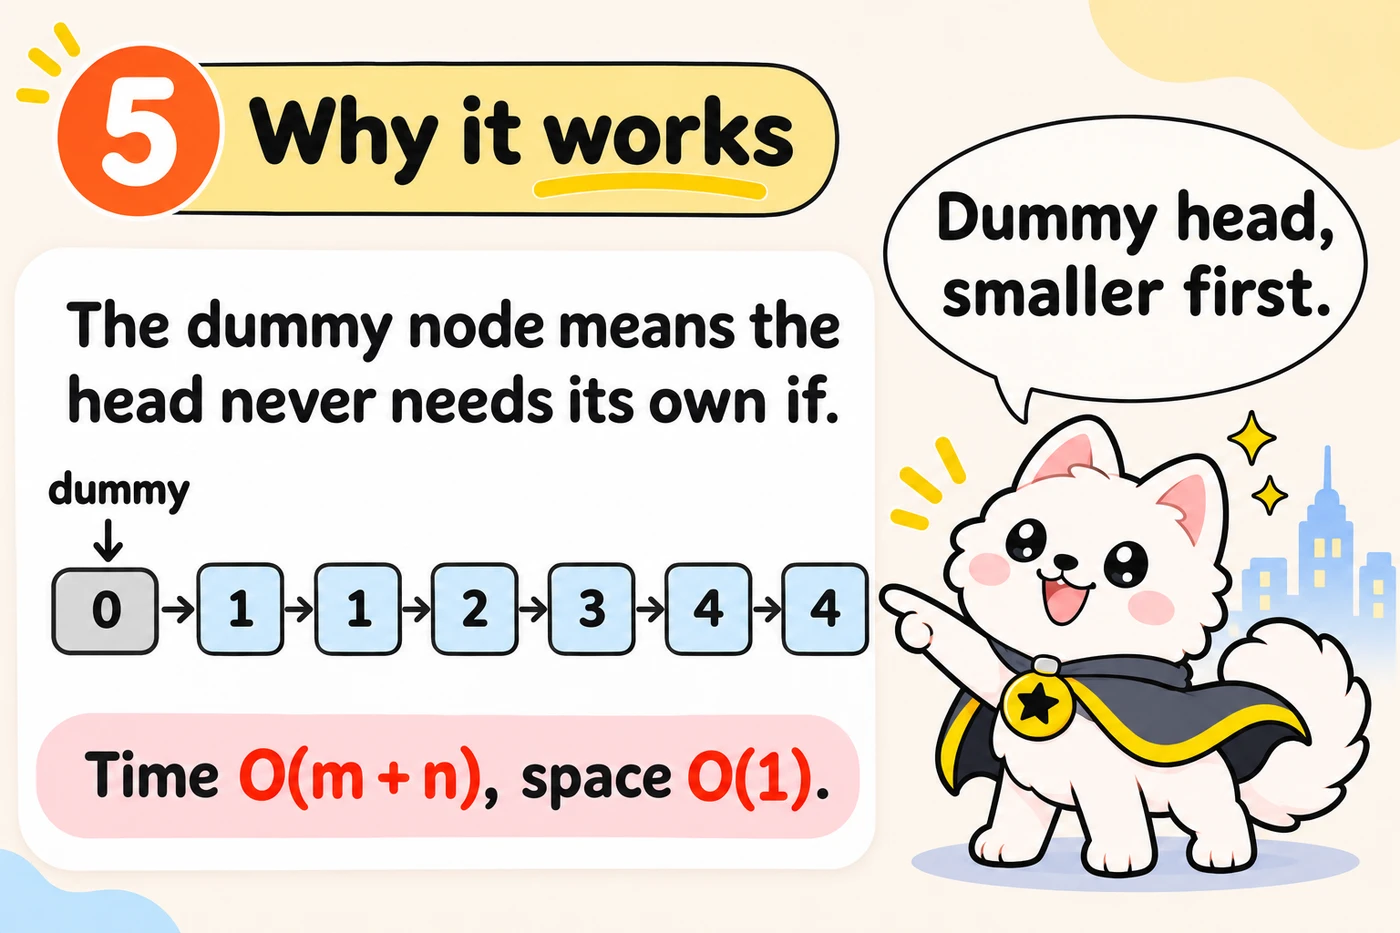 5
Why it works
Dummy head,
smaller first.
The dummy node means the
head never needs its own if.
dummy
0 1 1 2 3 4 4
Time O(m + n), space O(1).